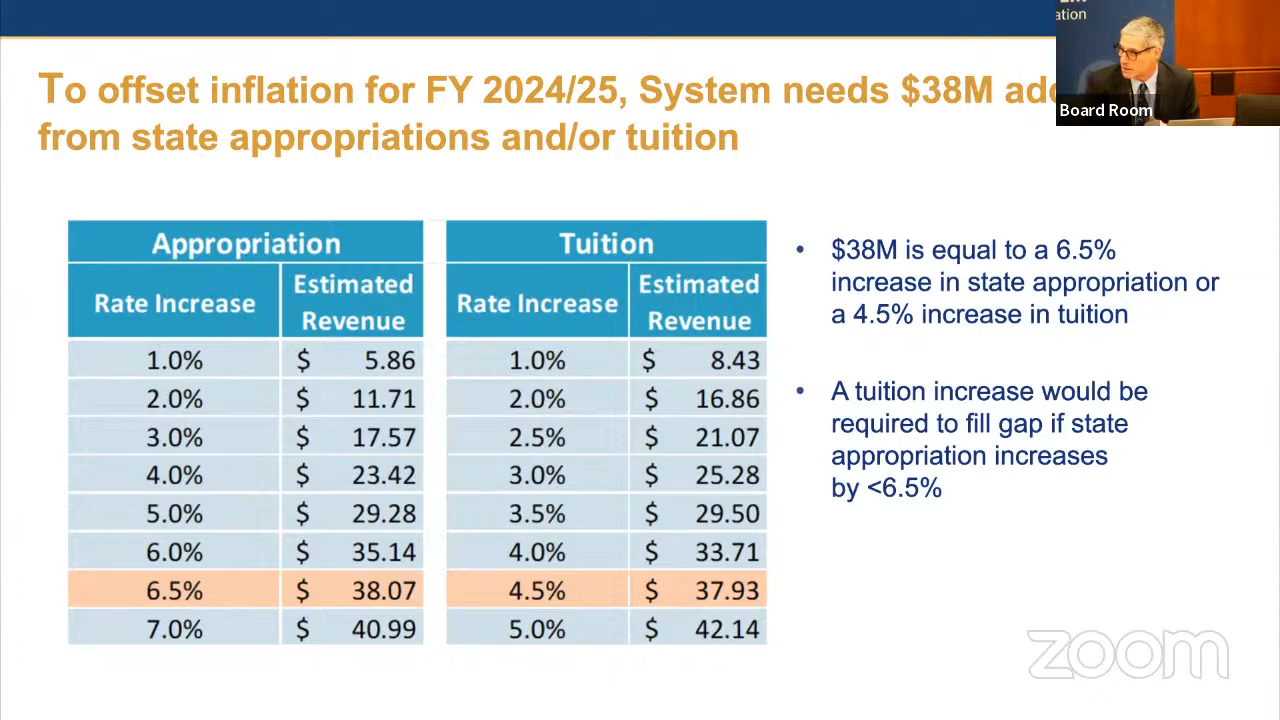 ation
Board Room
To offset inflation for FY 2024/25, System needs $38M
from state appropriations and/or tuition
Appropriation
Rate Increase Estimated Revenue
1.0% $ 5.86
2.0% $ 11.71
3.0% $ 17.57
4.0% $ 23.42
5.0% $ 29.28
6.0% $ 35.14
6.5% $ 38.07
7.0% $ 40.99
Tuition
Rate Increase Estimated Revenue
1.0% $ 8.43
2.0% $ 16.86
2.5% $ 21.07
3.0% $ 25.28
3.5% $ 29.50
4.0% $ 33.71
4.5% $ 37.93
5.0% $ 42.14
• $38M is equal to a 6.5%
increase in state appropriation or
a 4.5% increase in tuition
• A tuition increase would be
required to fill gap if state
appropriation increases
by <6.5%
zoom